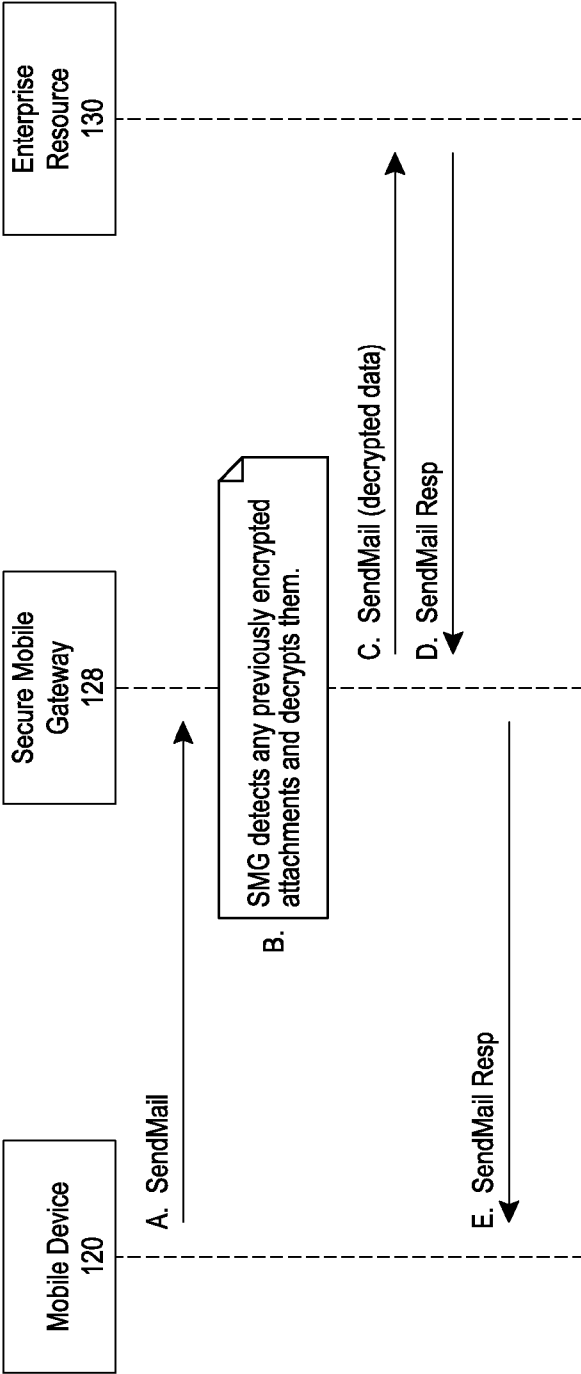 Mobile Device
120
Secure Mobile
Gateway
128
Enterprise
Resource
130
A. SendMail
B.
SMG detects any previously encrypted
attachments and decrypts them.
C. SendMail (decrypted data)
D. SendMail Resp
E. SendMail Resp